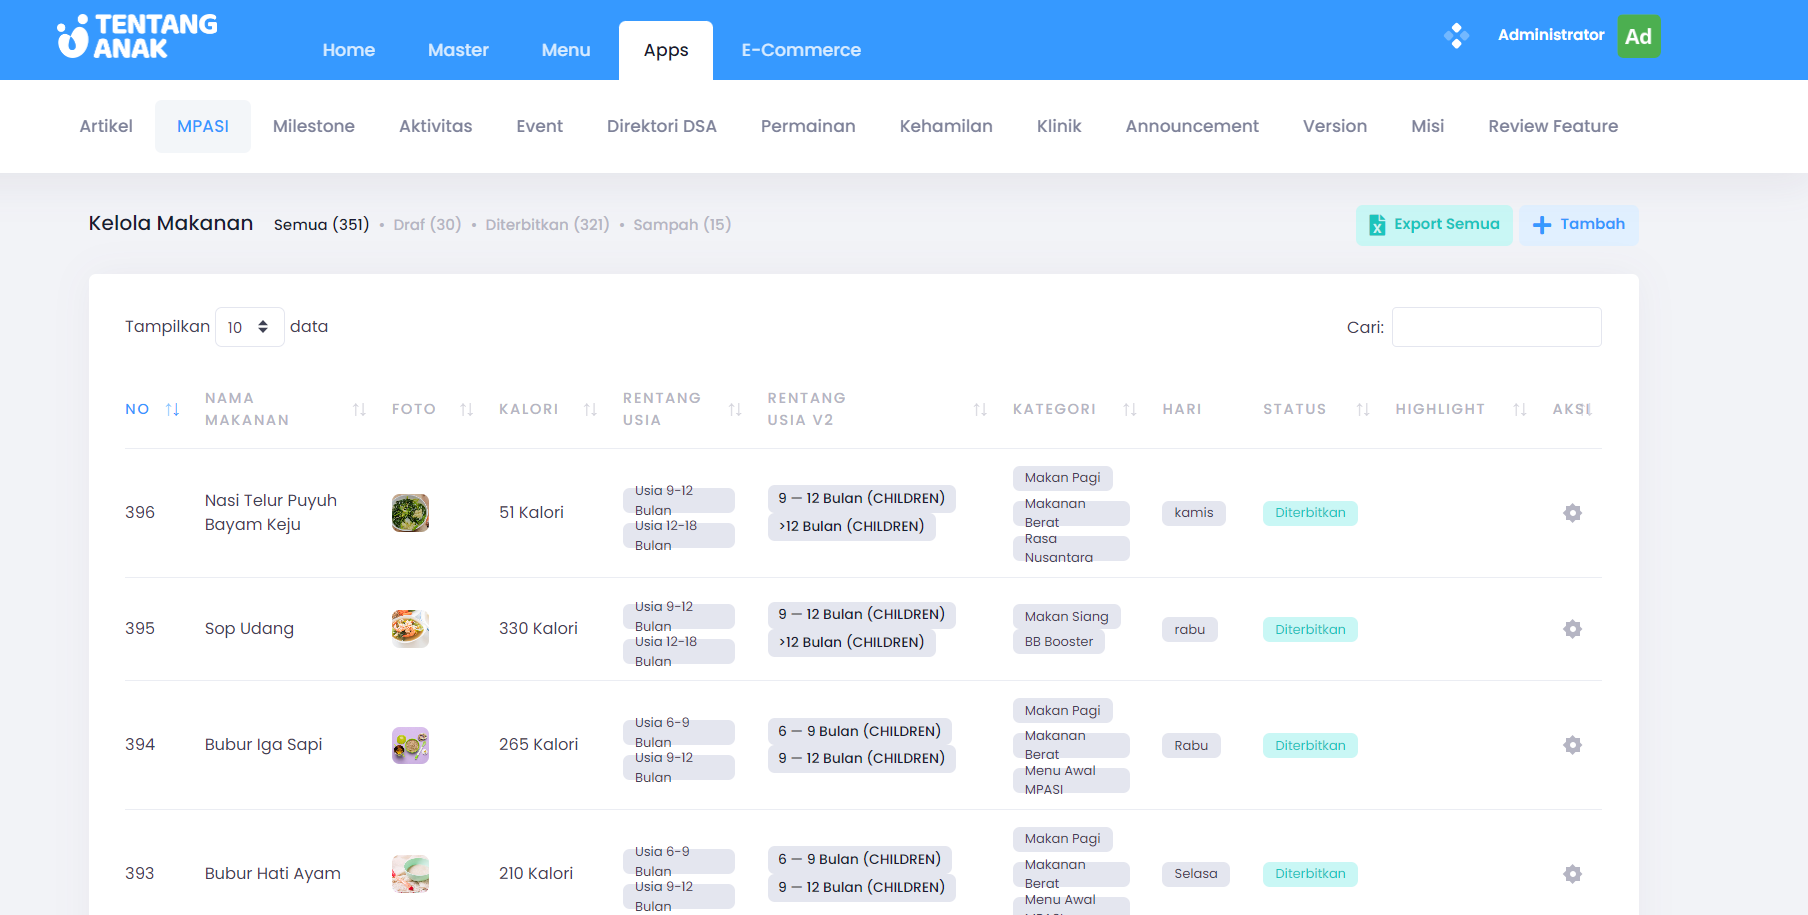 TENTANG
ANAK
Home Master Menu Apps E-Commerce
Administrator Ad
Artikel MPASI Milestone Aktivitas Event Direktori DSA Permainan Kehamilan Klinik Announcement Version Misi Review Feature
Kelola Makanan Semua (351) • Draf (30) • Diterbitkan (321) • Sampah (15)
Export Semua Tambah
Tampilkan 10 data
Cari:
NO NAMA MAKANAN FOTO KALORI RENTANG USIA RENTANG USIA V2 KATEGORI HARI STATUS HIGHLIGHT AKSI
396 Nasi Telur Puyuh Bayam Keju 51 Kalori Usia 9-12 Bulan Usia 12-18 Bulan 9 — 12 Bulan (CHILDREN) >12 Bulan (CHILDREN) Makan Pagi Makanan Berat Rasa Nusantara kamis Diterbitkan
395 Sop Udang 330 Kalori Usia 9-12 Bulan Usia 12-18 Bulan 9 — 12 Bulan (CHILDREN) >12 Bulan (CHILDREN) Makan Siang BB Booster rabu Diterbitkan
394 Bubur Iga Sapi 265 Kalori Usia 6-9 Bulan Usia 9-12 Bulan 6 — 9 Bulan (CHILDREN) 9 — 12 Bulan (CHILDREN) Makan Pagi Makanan Berat Menu Awal MPASI Rabu Diterbitkan
393 Bubur Hati Ayam 210 Kalori Usia 6-9 Bulan Usia 9-12 Bulan 6 — 9 Bulan (CHILDREN) 9 — 12 Bulan (CHILDREN) Makan Pagi Makanan Berat Menu Awal Selasa Diterbitkan